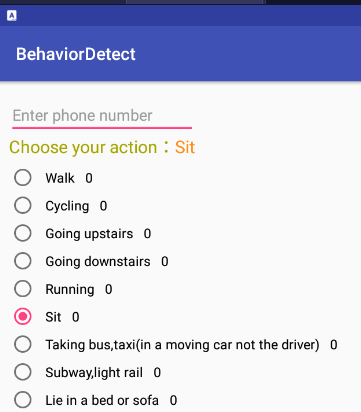 A
BehaviorDetect
Enter phone number
Choose your action：Sit
Walk 0
Cycling 0
Going upstairs 0
Going downstairs 0
Running 0
Sit 0
Taking bus,taxi(in a moving car not the driver) 0
Subway,light rail 0
Lie in a bed or sofa 0